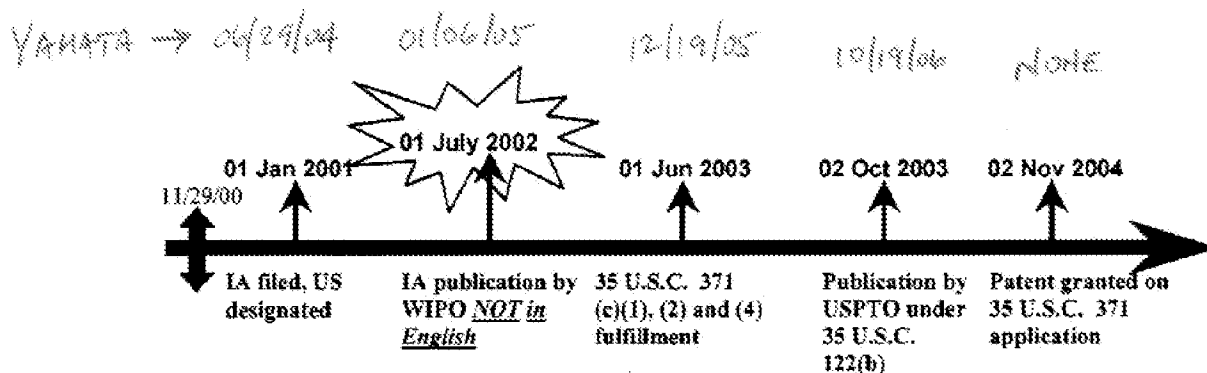 YAMATA → 06/29/04 01/06/05 12/19/05 10/19/06 NONE
01 July 2002
01 Jan 2001 01 Jun 2003 02 Oct 2003 02 Nov 2004
11/29/00
IA filed, US IA publication by 35 U.S.C. 371 Publication by Patent granted on
designated WIPO NOT in (c)(1), (2) and (4) USPTO under 35 U.S.C. 371
English fulfillment 35 U.S.C. application
122(b)